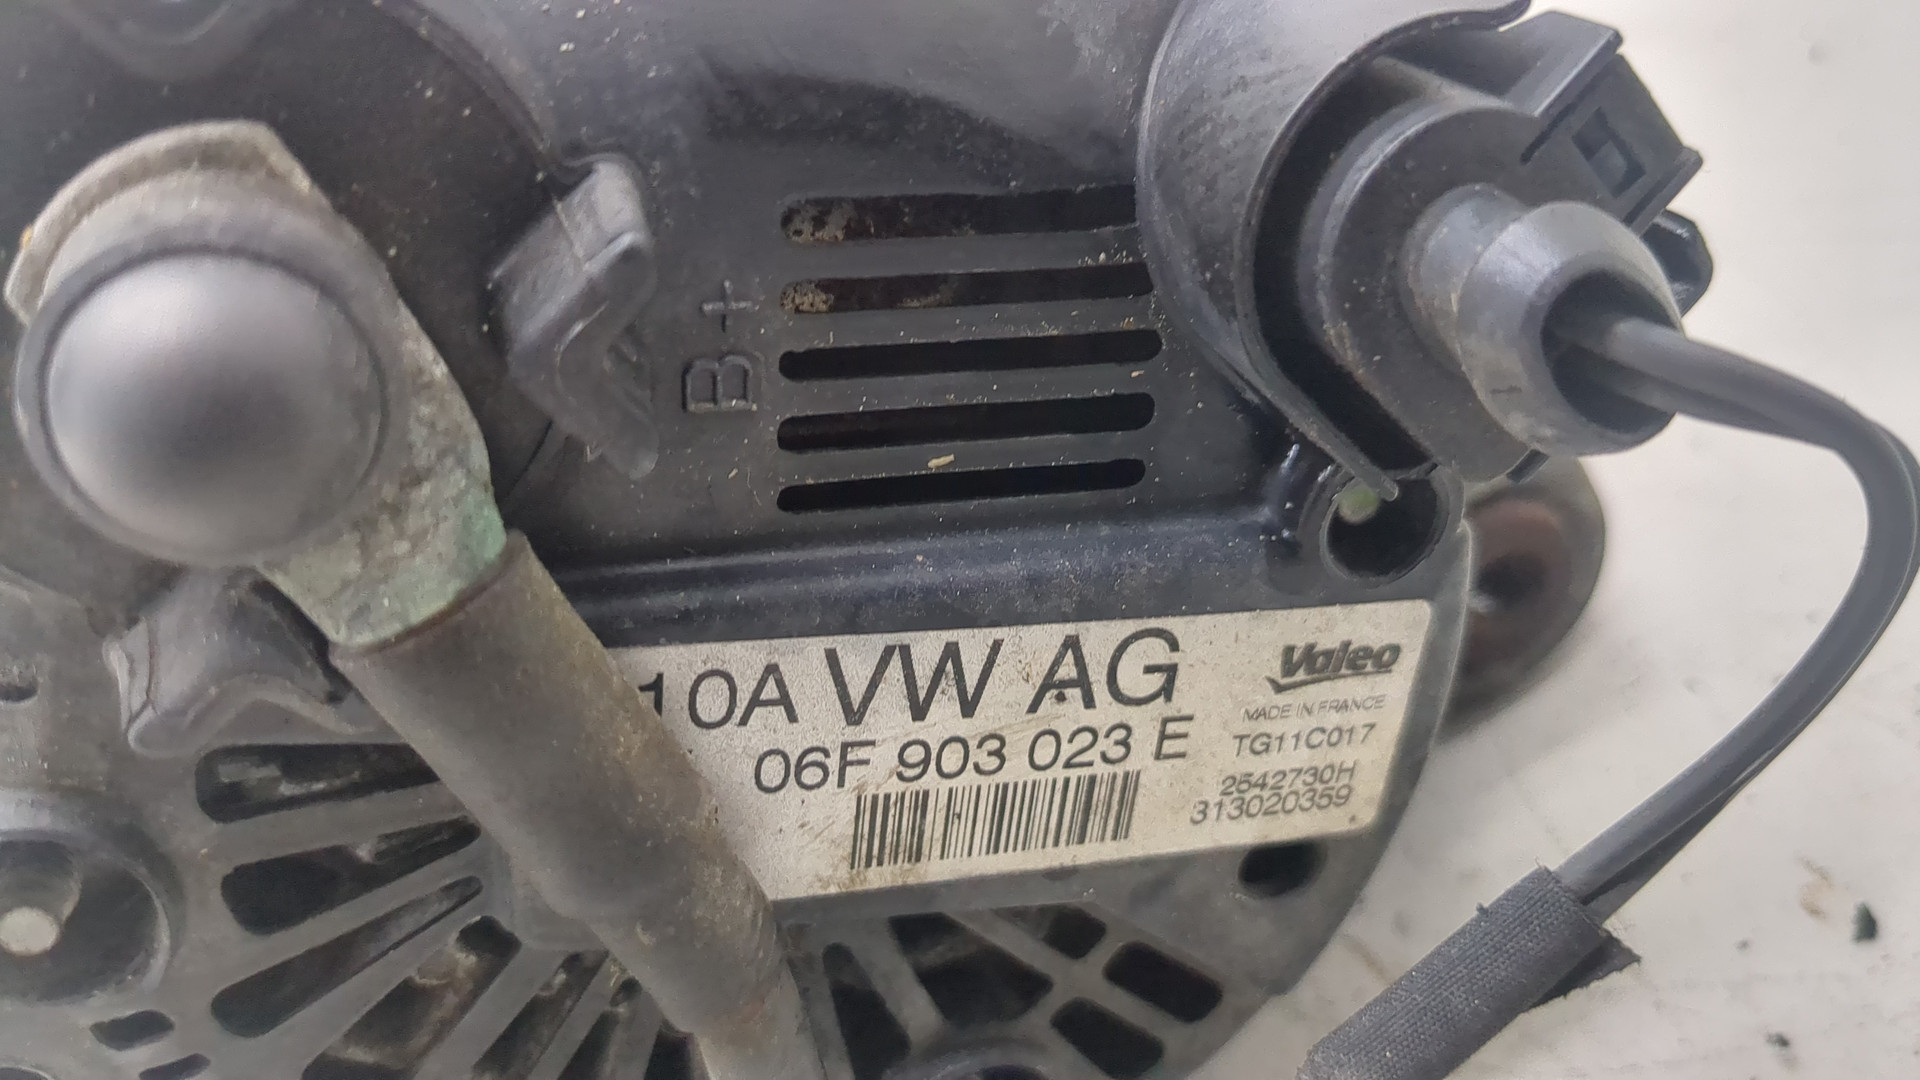 B+
10A VW AG
Valeo
MADE IN FRANCE
06F 903 023 E
TG11C017
2542730H
313020359